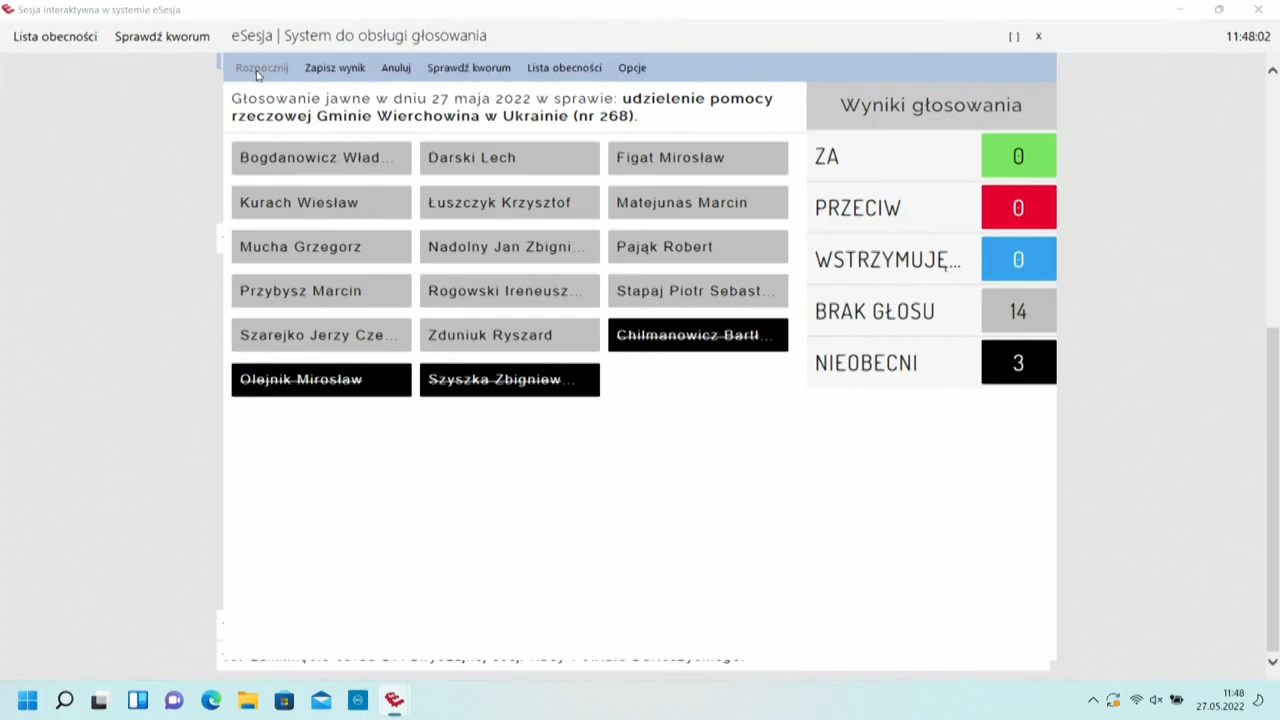 Sesja interaktywna w systemie eSesja
Lista obecności Sprawdź kworum eSesja | System do obsługi głosowania [ ] x 11:48:02
Rozpocznij Zapisz wynik Anuluj Sprawdź kworum Lista obecności Opcje
Głosowanie jawne w dniu 27 maja 2022 w sprawie: udzielenie pomocy
rzeczowej Gminie Wierchowina w Ukrainie (nr 268).
Wyniki głosowania
Bogdanowicz Wład... Darski Lech Figat Mirosław
Kurach Wiesław Łuszczyk Krzysztof Matejunas Marcin
Mucha Grzegorz Nadolny Jan Zbigni... Pająk Robert
Przybysz Marcin Rogowski Ireneusz... Stapaj Piotr Sebast...
Szarejko Jerzy Cze... Zduniuk Ryszard Chilmanowicz Bartł...
Olejnik Mirosław Szyszka Zbigniew...
ZA 0
PRZECIW 0
WSTRZYMUJĘ... 0
BRAK GŁOSU 14
NIEOBECNI 3
11:48
27.05.2022